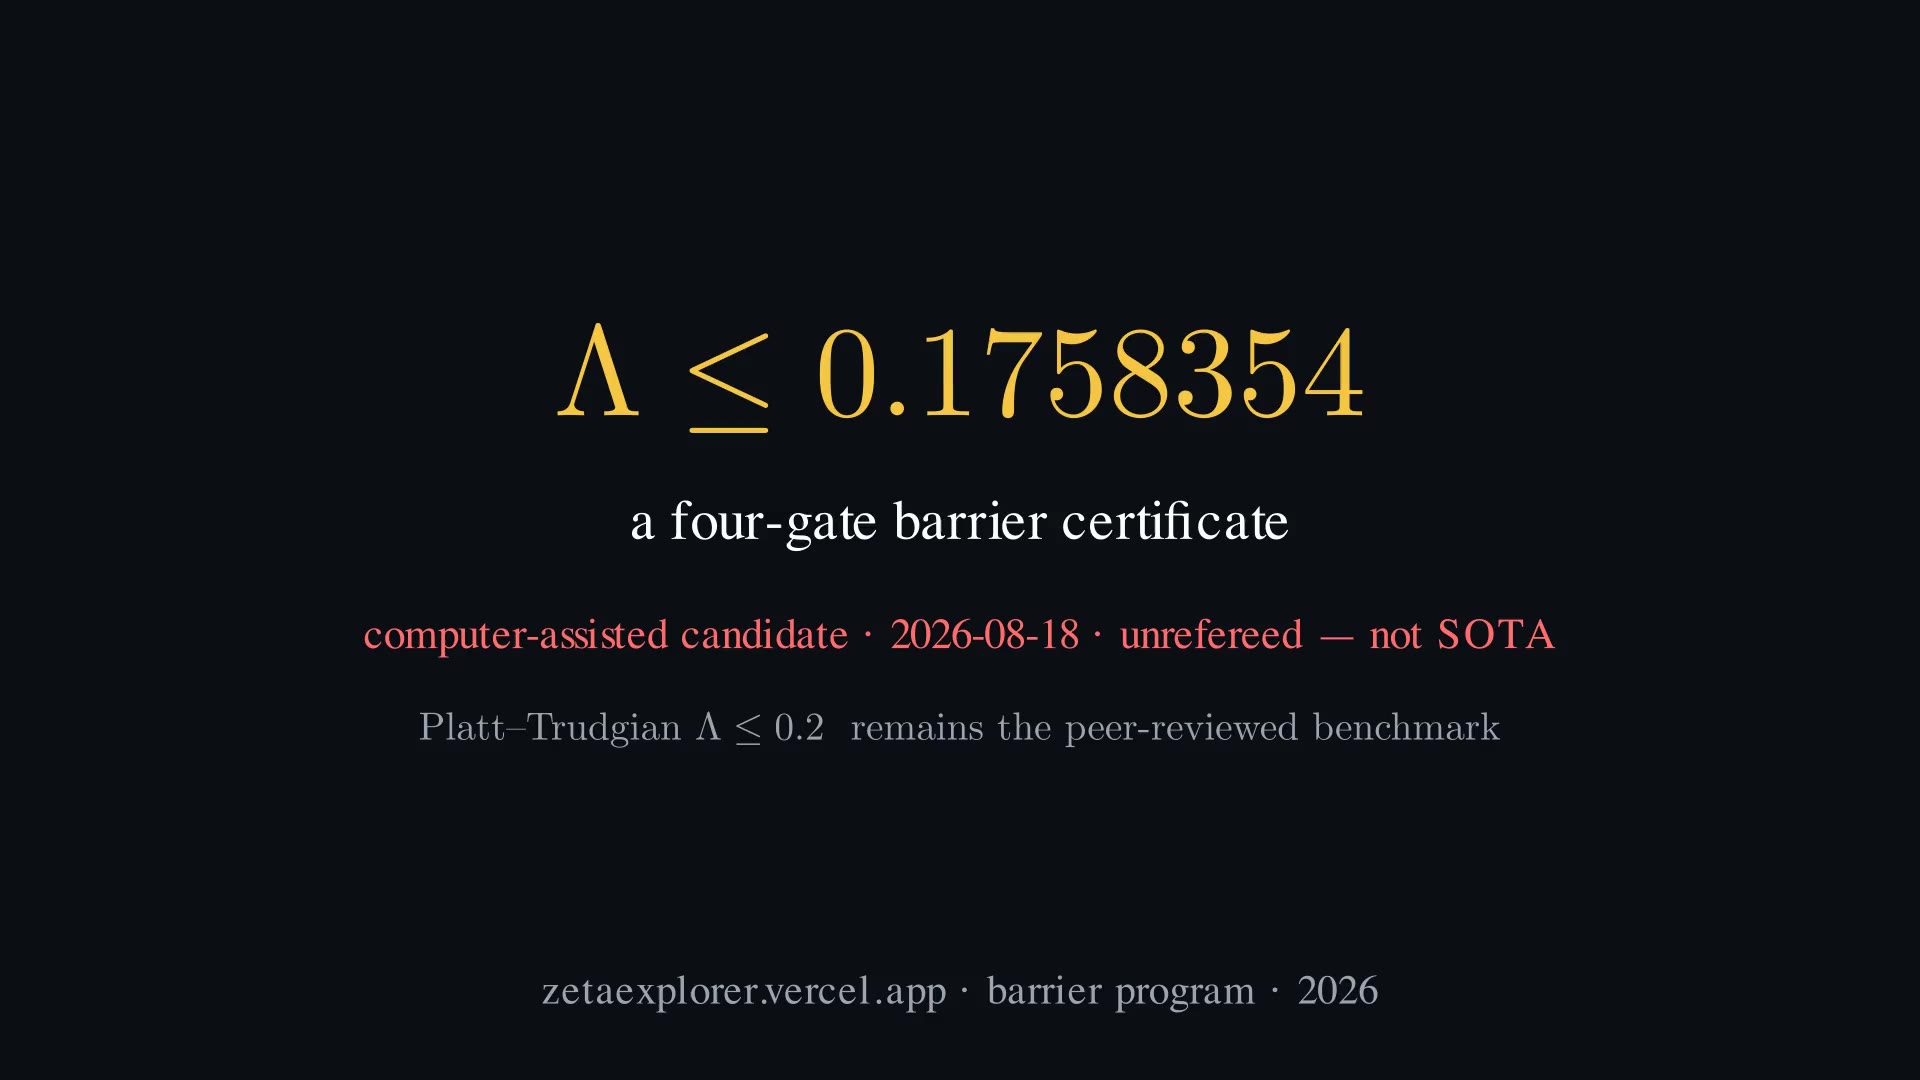 Λ ≤ 0.1758354
a four-gate barrier certificate
computer-assisted candidate · 2026-08-18 · unrefereed — not SOTA
Platt–Trudgian Λ ≤ 0.2 remains the peer-reviewed benchmark
zetaexplorer.vercel.app · barrier program · 2026